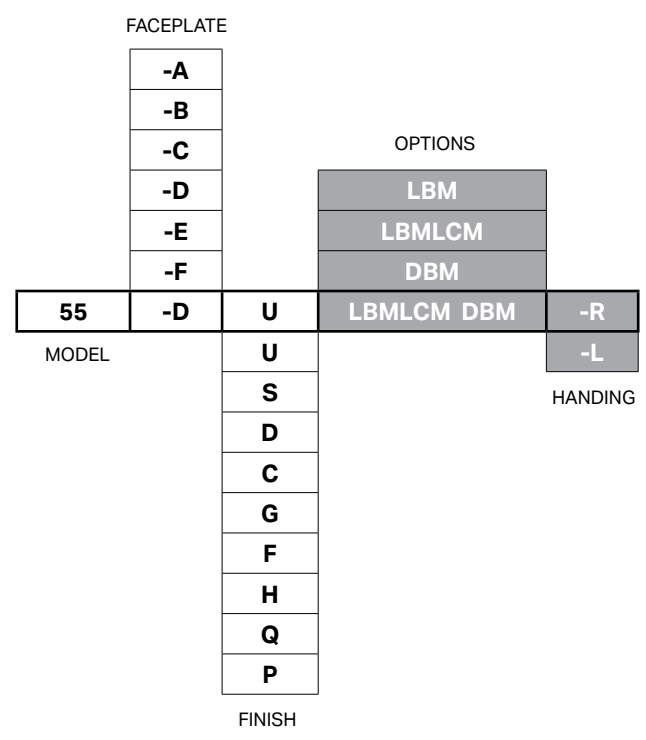 FACEPLATE
-A
-B
-C
OPTIONS
-D LBM
-E LBMLCM
-F DBM
55 -D U LBMLCM DBM -R
MODEL U -L
S HANDING
D
C
G
F
H
Q
P
FINISH